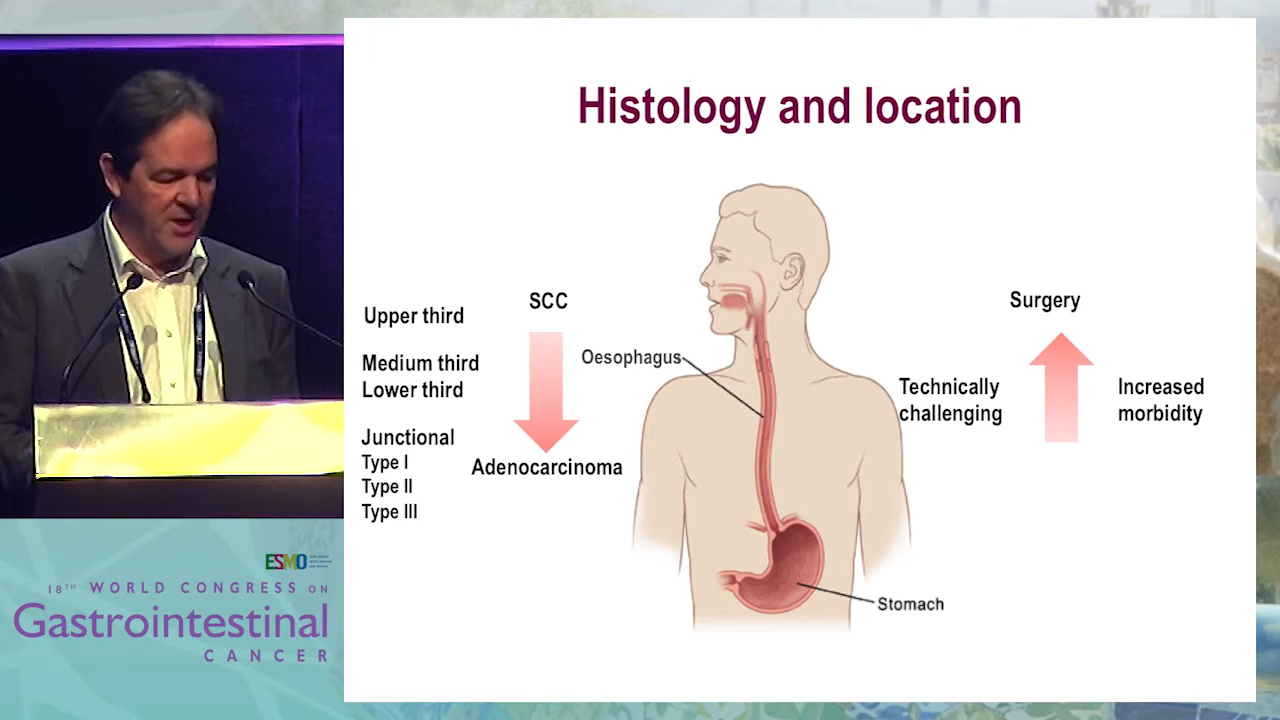 Histology and location
SCC
Upper third
Medium third
Lower third
Junctional
Type I
Type II
Type III
Adenocarcinoma
Oesophagus
Stomach
Surgery
Technically
challenging
Increased
morbidity
ESMO
18TH WORLD CONGRESS ON
Gastrointestinal
CANCER